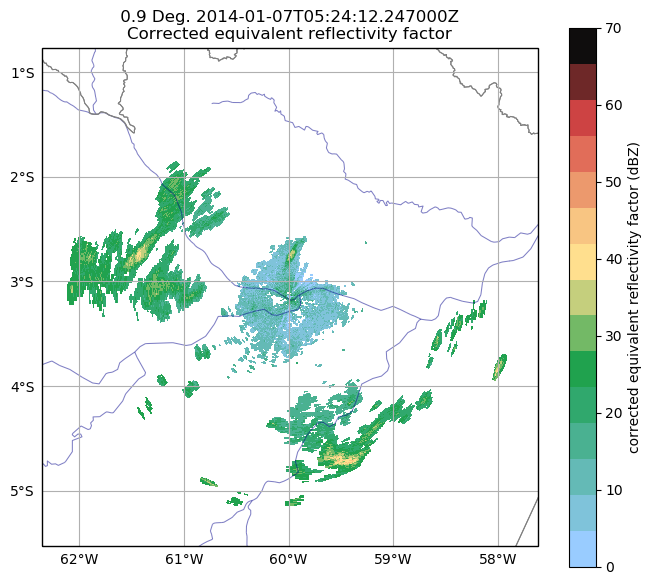 0.9 Deg. 2014-01-07T05:24:12.247000Z
Corrected equivalent reflectivity factor
1°S
2°S
3°S
4°S
5°S
62°W 61°W 60°W 59°W 58°W
70
60
50
40
30
20
10
0
corrected equivalent reflectivity factor (dBZ)